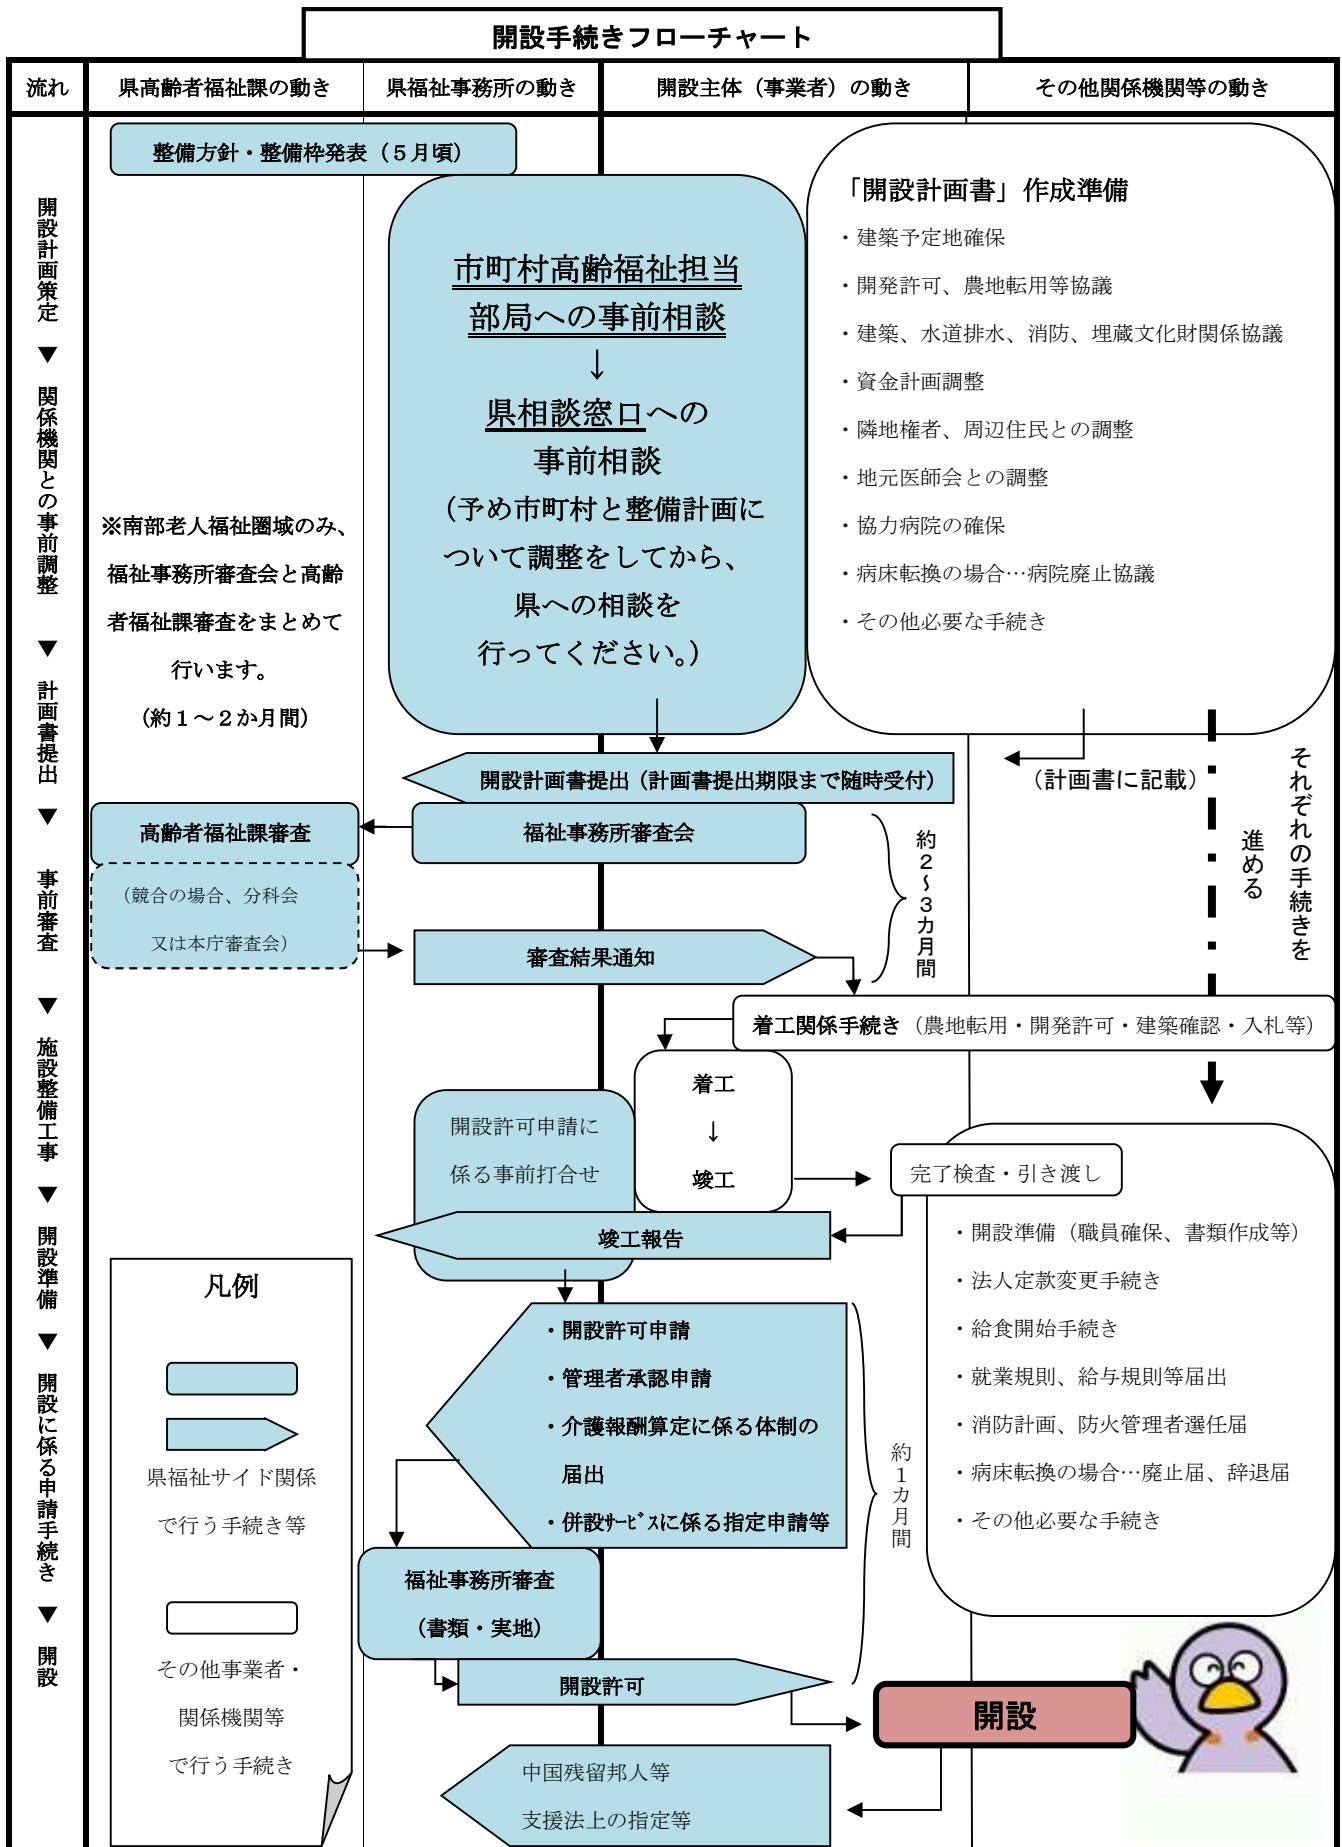 開設手続きフローチャート
流れ
県高齢者福祉課の動き
県福祉事務所の動き
開設主体（事業者）の動き
その他関係機関等の動き
開設計画策定
▼
関係機関との事前調整
▼
計画書提出
▼
事前審査
▼
施設整備工事
▼
開設準備
▼
開設に係る申請手続き
▼
開設
整備方針・整備枠発表（５月頃）
市町村高齢福祉担当
部局への事前相談
↓
県相談窓口への
事前相談
（予め市町村と整備計画に
ついて調整をしてから、
県への相談を
行ってください。）
「開設計画書」作成準備
・建築予定地確保
・開発許可、農地転用等協議
・建築、水道排水、消防、埋蔵文化財関係協議
・資金計画調整
・隣地権者、周辺住民との調整
・地元医師会との調整
・協力病院の確保
・病床転換の場合…病院廃止協議
・その他必要な手続き
※南部老人福祉圏域のみ、
福祉事務所審査会と高齢
者福祉課審査をまとめて
行います。
（約１～２か月間）
開設計画書提出（計画書提出期限まで随時受付）
（計画書に記載）
それぞれの手続きを
進める
高齢者福祉課審査
福祉事務所審査会
約２～３カ月間
（競合の場合、分科会
又は本庁審査会）
審査結果通知
着工関係手続き（農地転用・開発許可・建築確認・入札等）
着工
↓
竣工
開設許可申請に
係る事前打合せ
完了検査・引き渡し
竣工報告
・開設準備（職員確保、書類作成等）
・法人定款変更手続き
・給食開始手続き
・就業規則、給与規則等届出
・消防計画、防火管理者選任届
・病床転換の場合…廃止届、辞退届
・その他必要な手続き
・開設許可申請
・管理者承認申請
・介護報酬算定に係る体制の
届出
・併設ｻｰﾋﾞｽに係る指定申請等
約１カ月間
福祉事務所審査
（書類・実地）
開設許可
開設
中国残留邦人等
支援法上の指定等
凡例
県福祉サイド関係
で行う手続き等
その他事業者・
関係機関等
で行う手続き